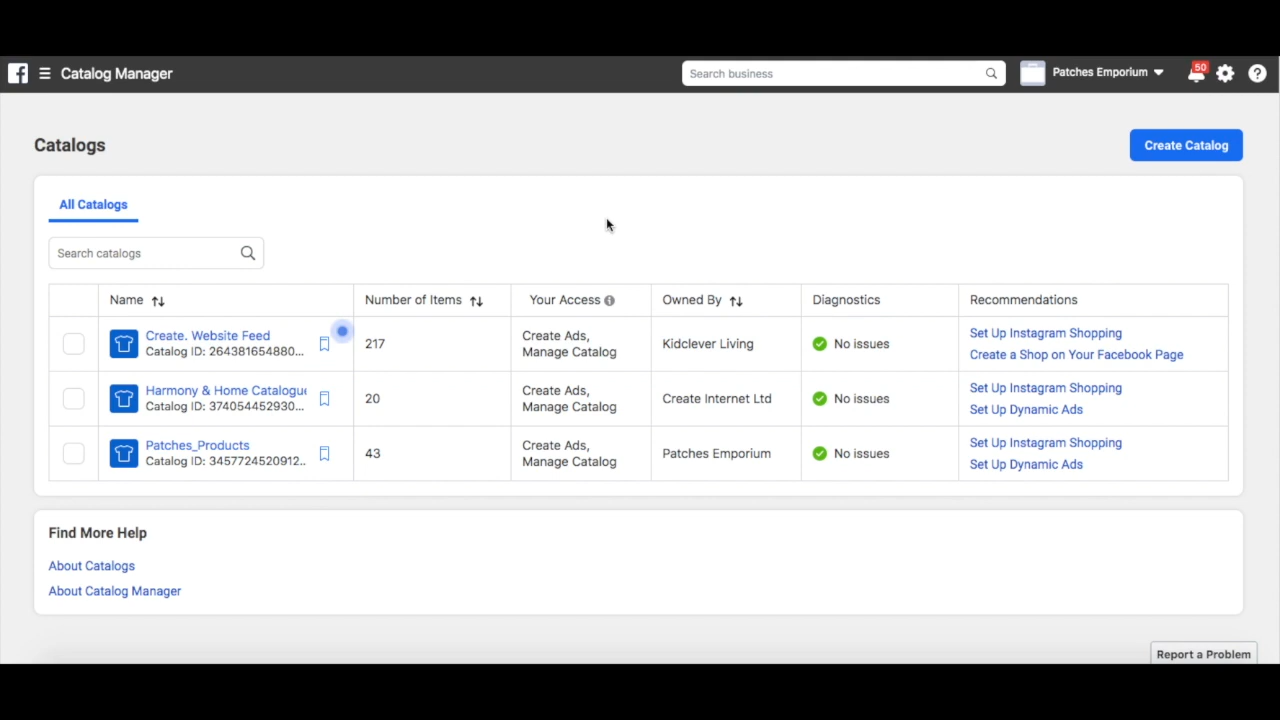 Catalog Manager
Search business
Patches Emporium
50
Catalogs
Create Catalog
All Catalogs
Search catalogs
Name Number of Items Your Access Owned By Diagnostics Recommendations
Create. Website Feed
Catalog ID: 264381654880...
217
Create Ads,
Manage Catalog
Kidclever Living
No issues
Set Up Instagram Shopping
Create a Shop on Your Facebook Page
Harmony & Home Catalogue
Catalog ID: 374054452930...
20
Create Ads,
Manage Catalog
Create Internet Ltd
No issues
Set Up Instagram Shopping
Set Up Dynamic Ads
Patches_Products
Catalog ID: 3457724520912..
43
Create Ads,
Manage Catalog
Patches Emporium
No issues
Set Up Instagram Shopping
Set Up Dynamic Ads
Find More Help
About Catalogs
About Catalog Manager
Report a Problem